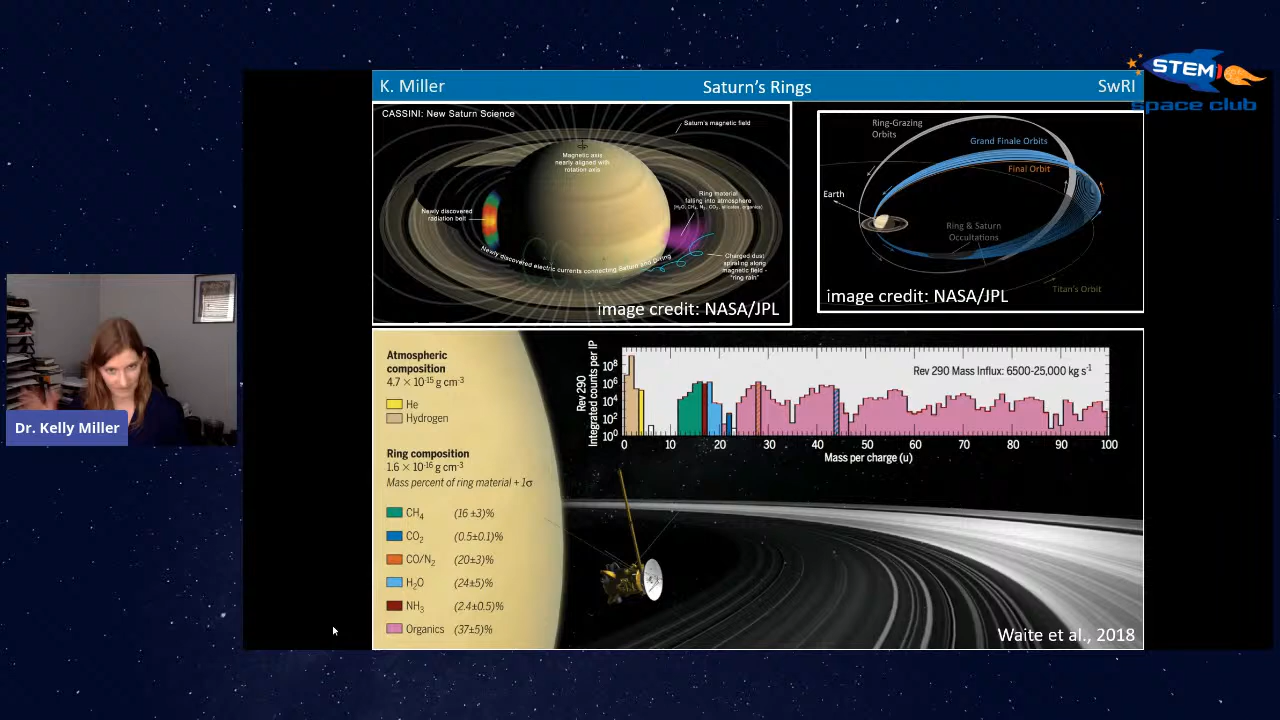 STEM
space club
K. Miller
Saturn's Rings
SwRI
CASSINI: New Saturn Science
Saturn's magnetic field
Magnetic axis
nearly aligned with
rotation axis
Newly discovered
radiation belt
Ring material
falling into atmosphere
(H₂O, CH₄, N₂, CO₂, silicates, organics)
Newly discovered electric currents connecting Saturn and D-ring
Charged dust
spiraling along
magnetic field -
"ring rain"
image credit: NASA/JPL
Ring-Grazing
Orbits
Grand Finale Orbits
Final Orbit
Earth
Ring & Saturn
Occultations
Titan's Orbit
image credit: NASA/JPL
Dr. Kelly Miller
Atmospheric
composition
4.7 × 10⁻¹⁵ g cm⁻³
He
Hydrogen
Ring composition
1.6 × 10⁻¹⁶ g cm⁻³
Mass percent of ring material + 1σ
CH₄ (16 ±3)%
CO₂ (0.5±0.1)%
CO/N₂ (20±3)%
H₂O (24±5)%
NH₃ (2.4±0.5)%
Organics (37±5)%
Rev 290
Integrated counts per IP
10⁸
10⁶
10⁴
10²
10⁰
Rev 290 Mass Influx: 6500-25,000 kg s⁻¹
0 10 20 30 40 50 60 70 80 90 100
Mass per charge (u)
Waite et al., 2018